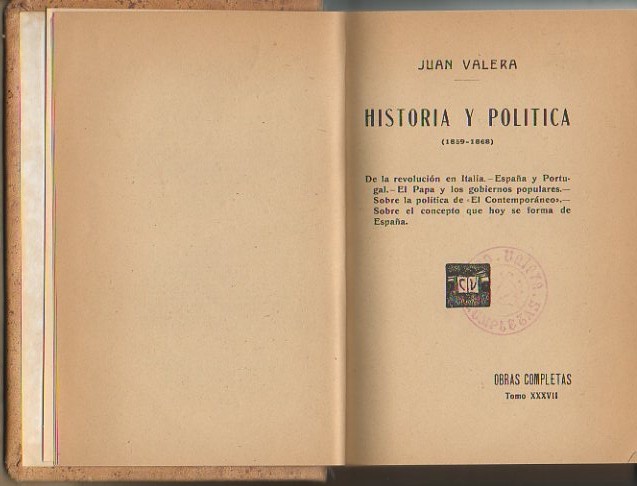 JUAN VALERA
HISTORIA Y POLITICA
(1859-1868)
De la revolución en Italia.—España y Portu-
gal.—El Papa y los gobiernos populares.—
Sobre la política de «El Contemporáneo».—
Sobre el concepto que hoy se forma de
España.
OBRAS COMPLETAS
Tomo XXXVII